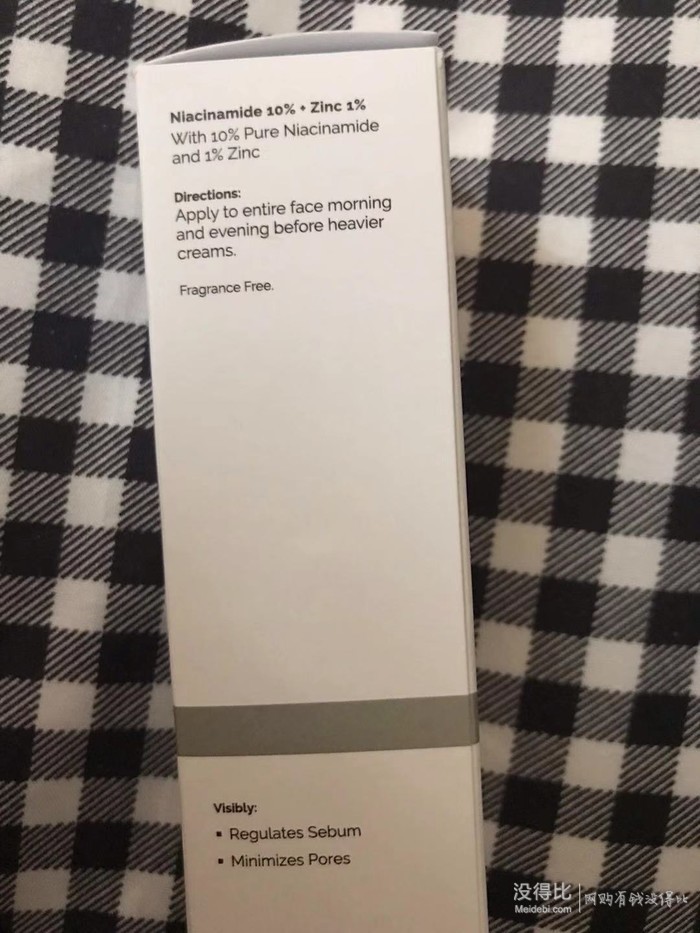 Niacinamide 10% + Zinc 1%
With 10% Pure Niacinamide
and 1% Zinc
Directions:
Apply to entire face morning
and evening before heavier
creams.
Fragrance Free.
Visibly:
▪ Regulates Sebum
▪ Minimizes Pores
没得比
Meidebi.com
网购有钱没得比